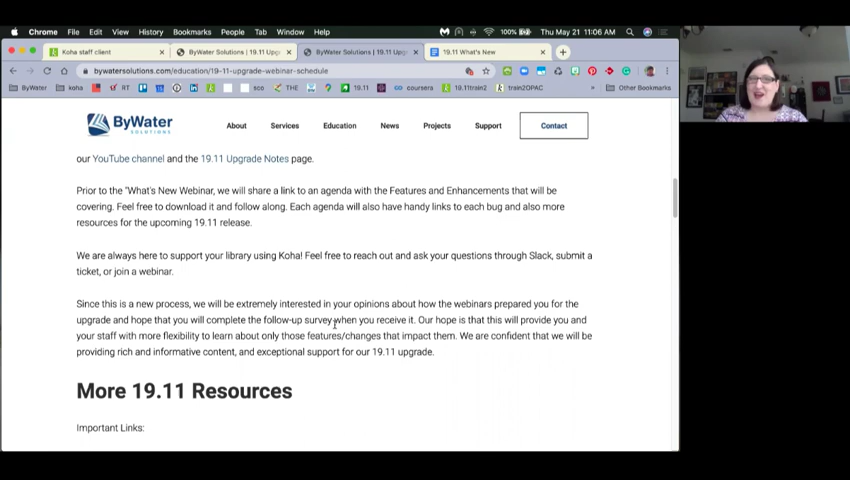 Chrome File Edit View History Bookmarks People Tab Window Help 100% Thu May 21 11:06 AM
Koha staff client × ByWater Solutions | 19.11 Upgr × ByWater Solutions | 19.11 Upgr × 19.11 What's New ×
bywatersolutions.com/education/19-11-upgrade-webinar-schedule
ByWater koha RT sco THE 19.11 coursera 19.11train2 train2OPAC » Other Bookmarks
ByWater SOLUTIONS About Services Education News Projects Support Contact
our YouTube channel and the 19.11 Upgrade Notes page.
Prior to the "What's New Webinar, we will share a link to an agenda with the Features and Enhancements that will be
covering. Feel free to download it and follow along. Each agenda will also have handy links to each bug and also more
resources for the upcoming 19.11 release.
We are always here to support your library using Koha! Feel free to reach out and ask your questions through Slack, submit a
ticket, or join a webinar.
Since this is a new process, we will be extremely interested in your opinions about how the webinars prepared you for the
upgrade and hope that you will complete the follow-up survey when you receive it. Our hope is that this will provide you and
your staff with more flexibility to learn about only those features/changes that impact them. We are confident that we will be
providing rich and informative content, and exceptional support for our 19.11 upgrade.
More 19.11 Resources
Important Links: